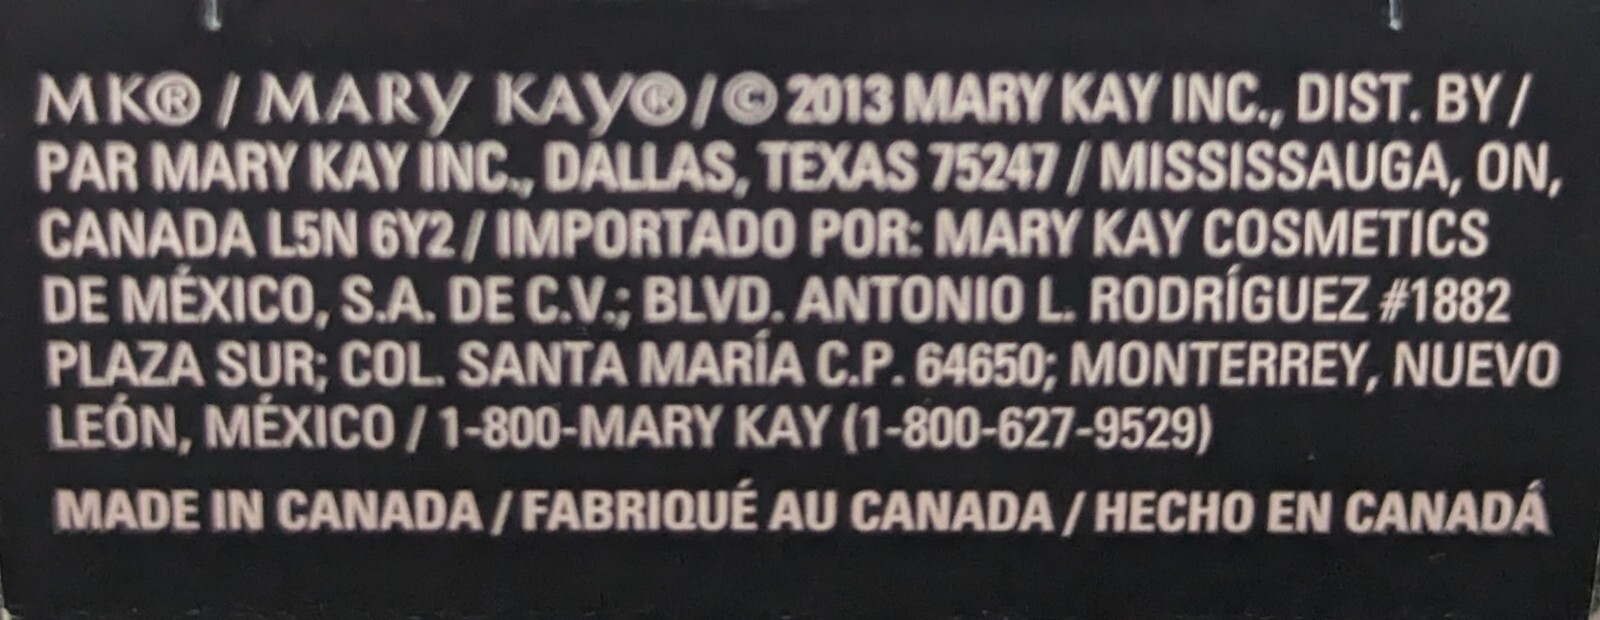 MK® / MARY KAY® / © 2013 MARY KAY INC., DIST. BY /
PAR MARY KAY INC., DALLAS, TEXAS 75247 / MISSISSAUGA, ON,
CANADA L5N 6Y2 / IMPORTADO POR: MARY KAY COSMETICS
DE MÉXICO, S.A. DE C.V.; BLVD. ANTONIO L. RODRÍGUEZ #1882
PLAZA SUR; COL. SANTA MARÍA C.P. 64650; MONTERREY, NUEVO
LEÓN, MÉXICO / 1-800-MARY KAY (1-800-627-9529)
MADE IN CANADA / FABRIQUÉ AU CANADA / HECHO EN CANADÁ